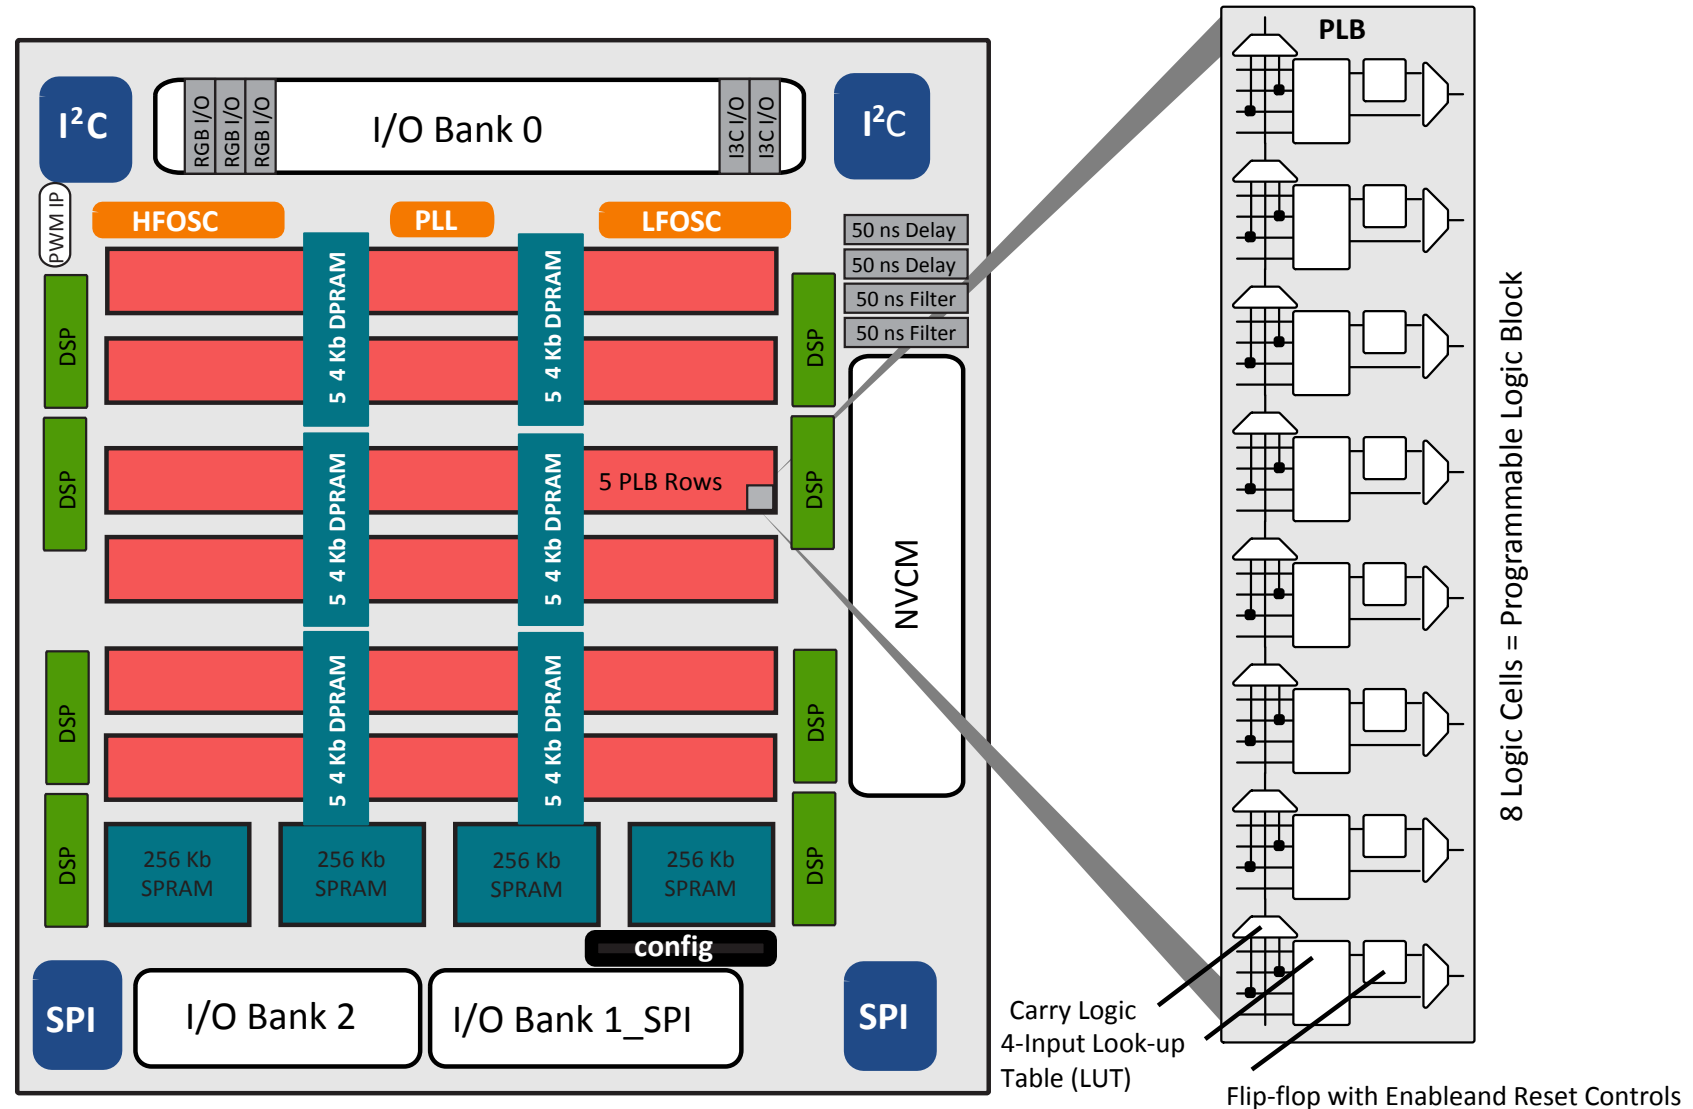 PLB
I²C
RGB I/O
RGB I/O
RGB I/O
I/O Bank 0
I3C I/O
I3C I/O
I²C
PWM IP
HFOSC
PLL
LFOSC
50 ns Delay
50 ns Delay
50 ns Filter
50 ns Filter
DSP
5 4 Kb DPRAM
5 4 Kb DPRAM
DSP
DSP
5 4 Kb DPRAM
5 4 Kb DPRAM
5 PLB Rows
DSP
NVCM
8 Logic Cells = Programmable Logic Block
DSP
5 4 Kb DPRAM
5 4 Kb DPRAM
DSP
DSP
256 Kb
SPRAM
256 Kb
SPRAM
256 Kb
SPRAM
256 Kb
SPRAM
DSP
config
SPI
I/O Bank 2
I/O Bank 1_SPI
SPI
Carry Logic
4-Input Look-up
Table (LUT)
Flip-flop with Enableand Reset Controls